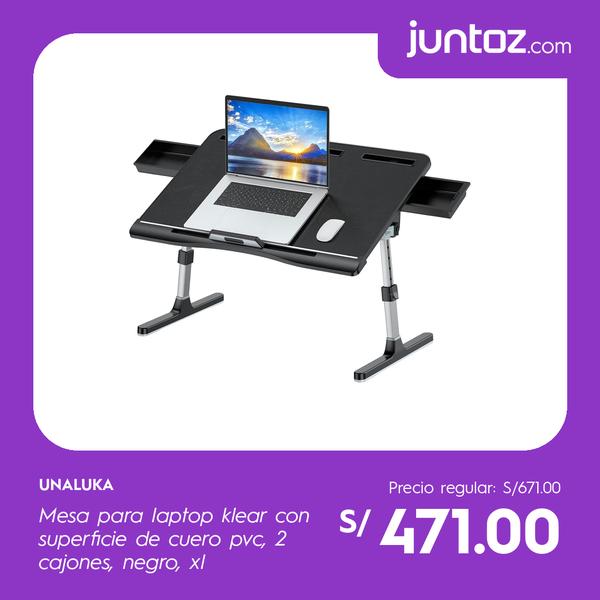 juntoz.com
UNALUKA
Mesa para laptop klear con
superficie de cuero pvc, 2
cajones, negro, xl
Precio regular: S/671.00
S/ 471.00